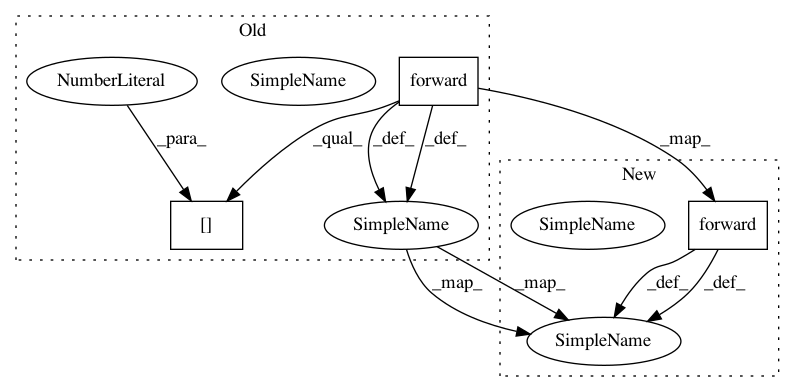 Old
NumberLiteral
SimpleName
forward
_para_
_qual_
_def_
_def_
_map_
New
[]
SimpleName
SimpleName
forward
_map_
_map_
_def_
_def_
SimpleName